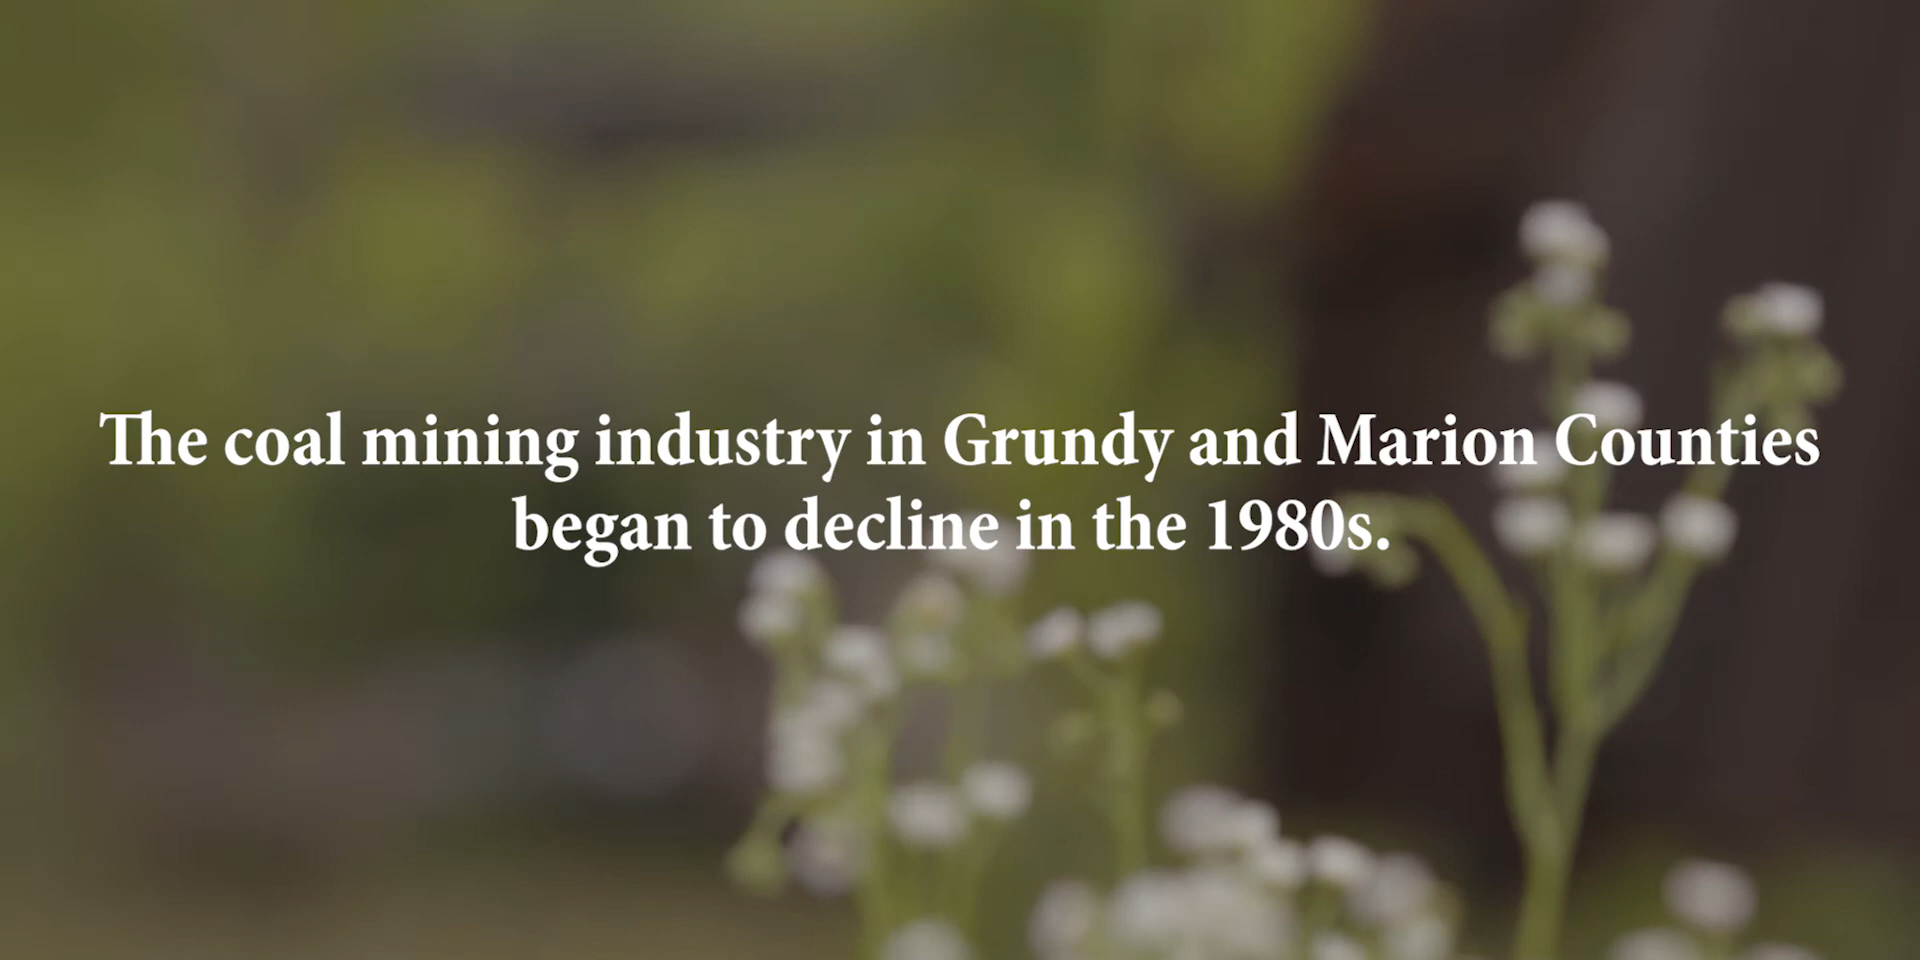 The coal mining industry in Grundy and Marion Counties
began to decline in the 1980s.